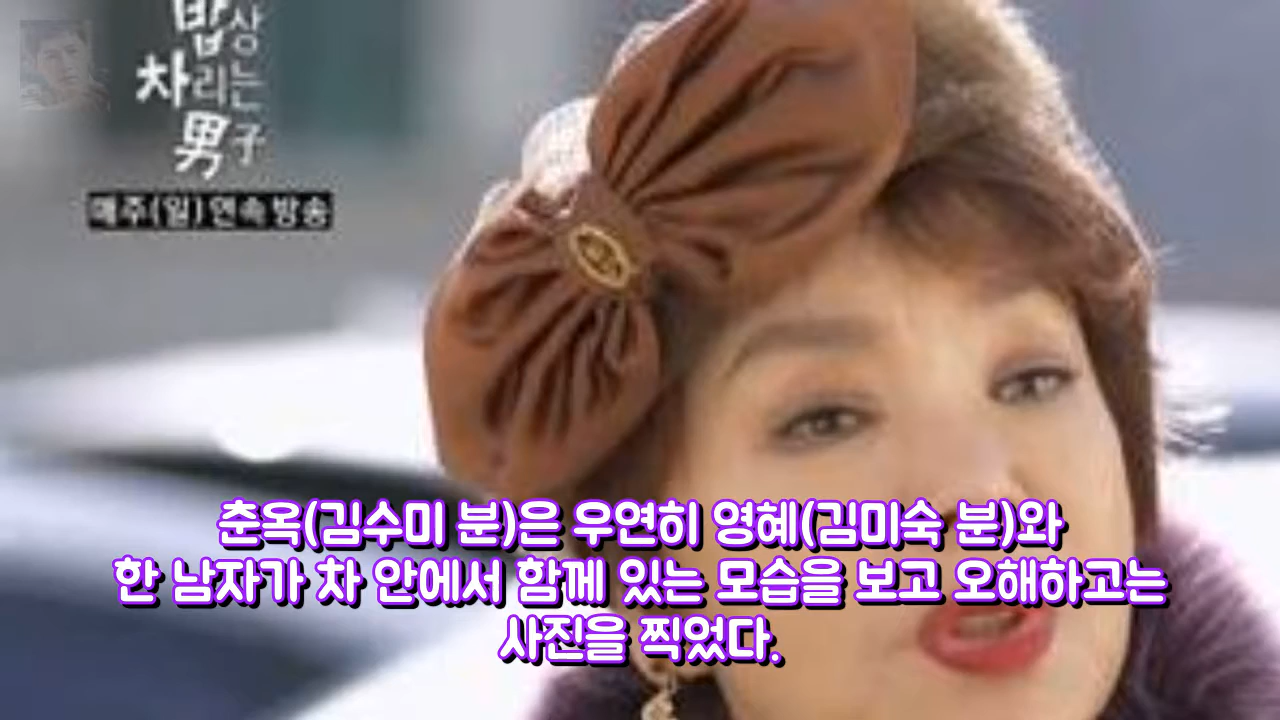 밥상
차리는
男子
매주(일) 연속방송
춘옥(김수미 분)은 우연히 영혜(김미숙 분)와
한 남자가 차 안에서 함께 있는 모습을 보고 오해하고는
사진을 찍었다.